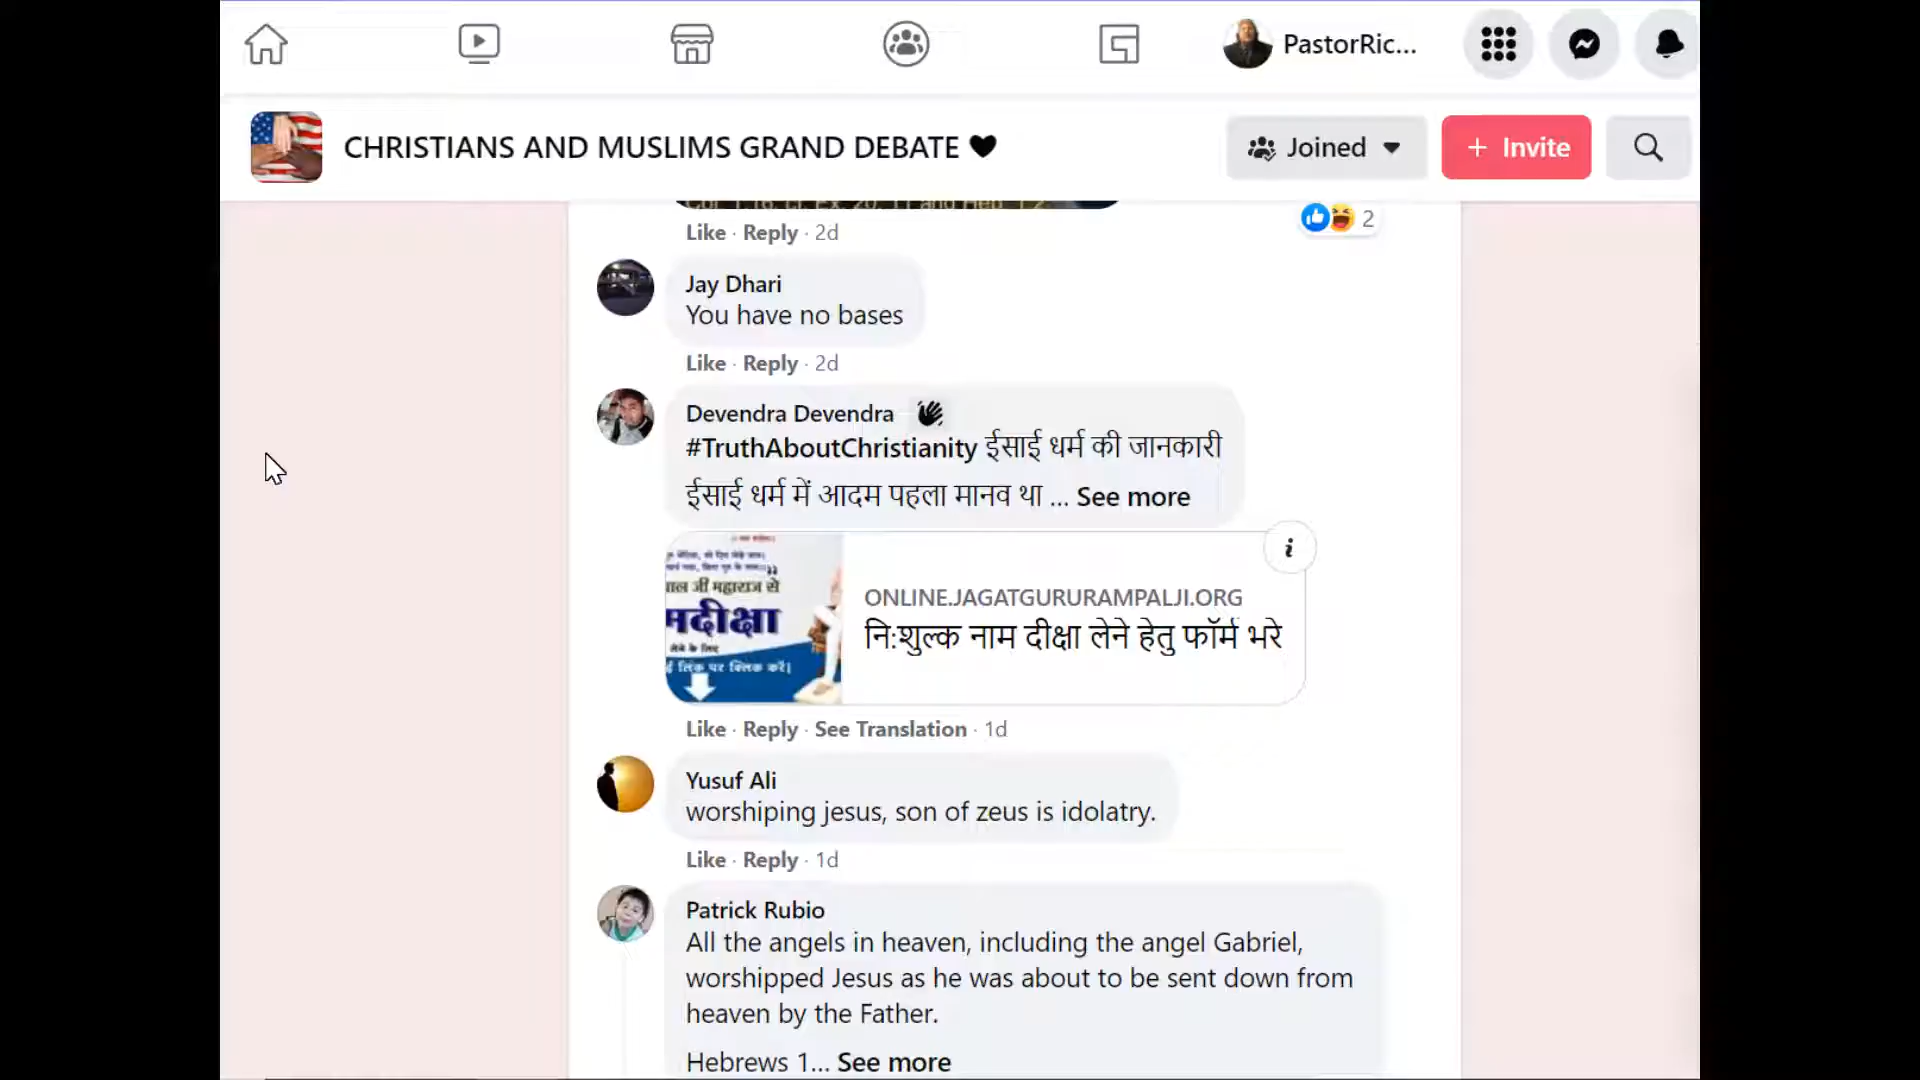 PastorRic...
CHRISTIANS AND MUSLIMS GRAND DEBATE 🖤
Joined
+ Invite
Like · Reply · 2d
2
Jay Dhari
You have no bases
Like · Reply · 2d
Devendra Devendra 👋
#TruthAboutChristianity ईसाई धर्म की जानकारी
ईसाई धर्म में आदम पहला मानव था ... See more
महाराज से
मदीक्षा
लेने के लिए
लिंक पर क्लिक करें।
ONLINE.JAGATGURURAMPALJI.ORG
नि:शुल्क नाम दीक्षा लेने हेतु फॉर्म भरे
Like · Reply · See Translation · 1d
Yusuf Ali
worshiping jesus, son of zeus is idolatry.
Like · Reply · 1d
Patrick Rubio
All the angels in heaven, including the angel Gabriel,
worshipped Jesus as he was about to be sent down from
heaven by the Father.
Hebrews 1... See more